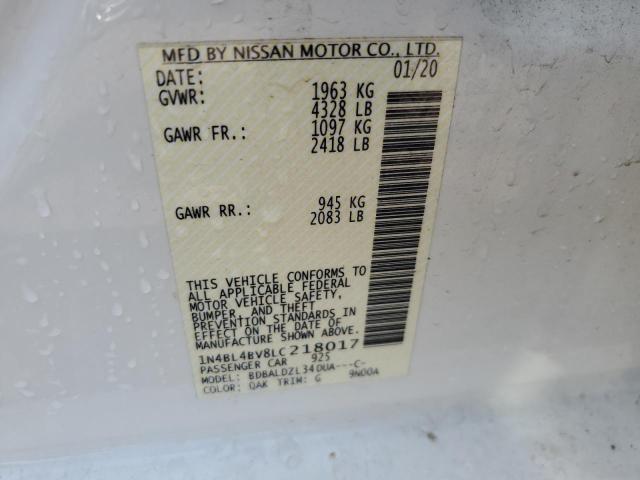 MFD BY NISSAN MOTOR CO., LTD.
DATE: 01/20
GVWR: 1963 KG
4328 LB
GAWR FR.: 1097 KG
2418 LB
GAWR RR.: 945 KG
2083 LB
THIS VEHICLE CONFORMS TO
ALL APPLICABLE FEDERAL
MOTOR VEHICLE SAFETY,
BUMPER, AND THEFT
PREVENTION STANDARDS IN
EFFECT ON THE DATE OF
MANUFACTURE SHOWN ABOVE.
1N4BL4BV8LC218017
PASSENGER CAR 925
MODEL: BDBALDZL34DUA---C-
COLOR: QAK TRIM: G 9N00A